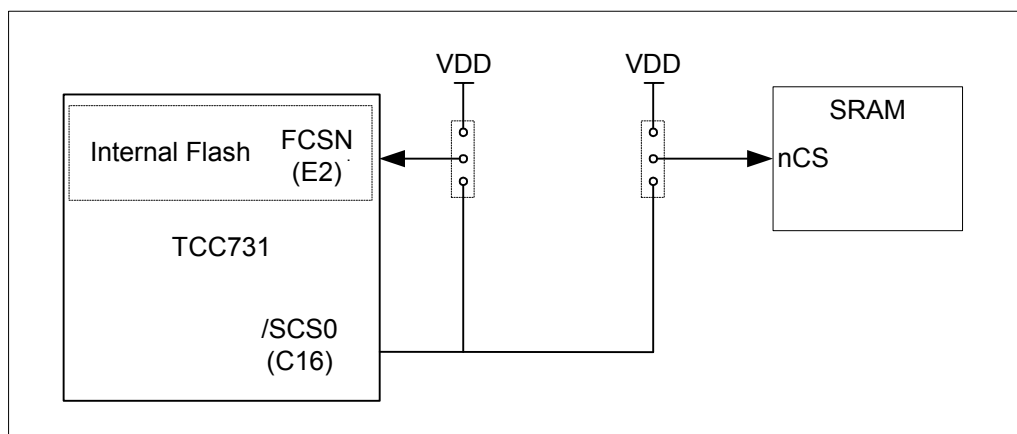 VDD
VDD
SRAM
Internal Flash
FCSN
(E2)
nCS
TCC731
/SCS0
(C16)